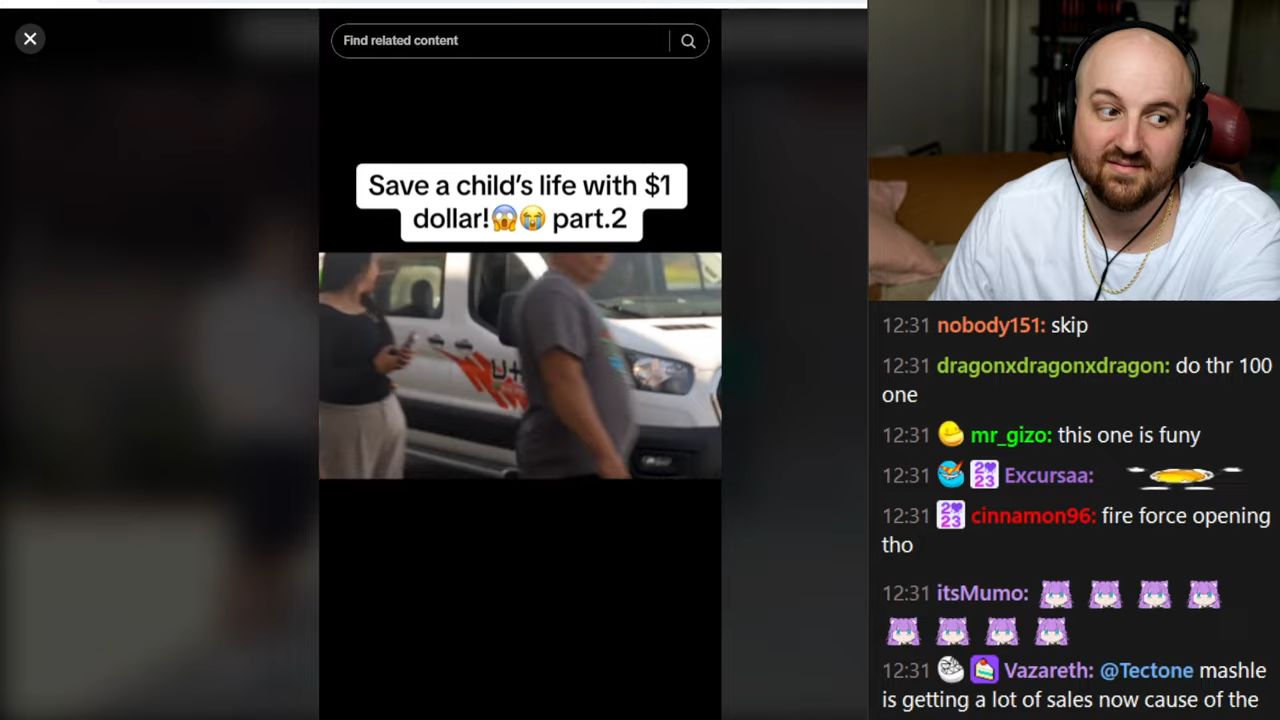 Find related content
Save a child's life with $1
dollar!😱😭 part.2
12:31 nobody151: skip
12:31 dragonxdragonxdragon: do thr 100
one
12:31 mr_gizo: this one is funy
12:31 Excursaa:
12:31 cinnamon96: fire force opening
tho
12:31 itsMumo:
12:31 Vazareth: @Tectone mashle
is getting a lot of sales now cause of the